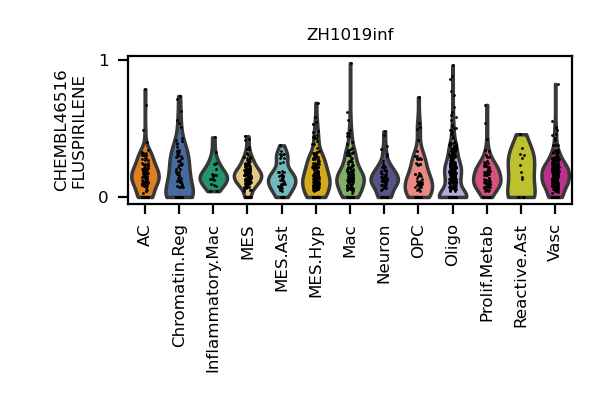 ZH1019inf
CHEMBL46516
FLUSPIRILENE
1
0
AC
Chromatin.Reg
Inflammatory.Mac
MES
MES.Ast
MES.Hyp
Mac
Neuron
OPC
Oligo
Prolif.Metab
Reactive.Ast
Vasc